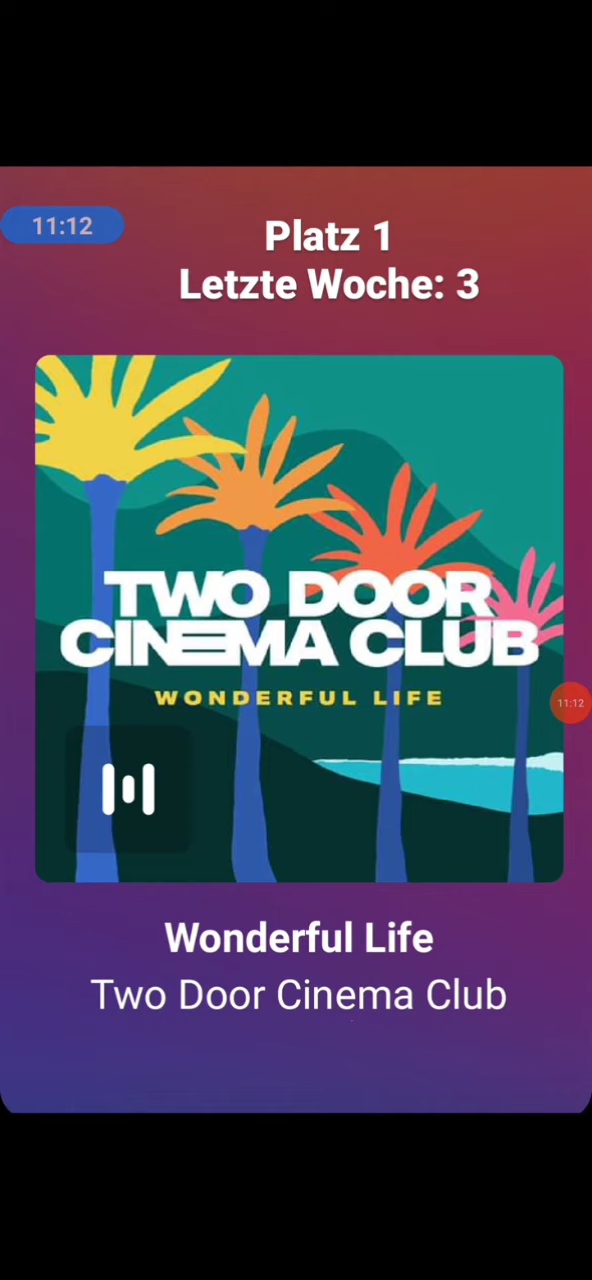 11:12
Platz 1
Letzte Woche: 3
TWO DOOR
CINEMA CLUB
WONDERFUL LIFE
11:12
Wonderful Life
Two Door Cinema Club